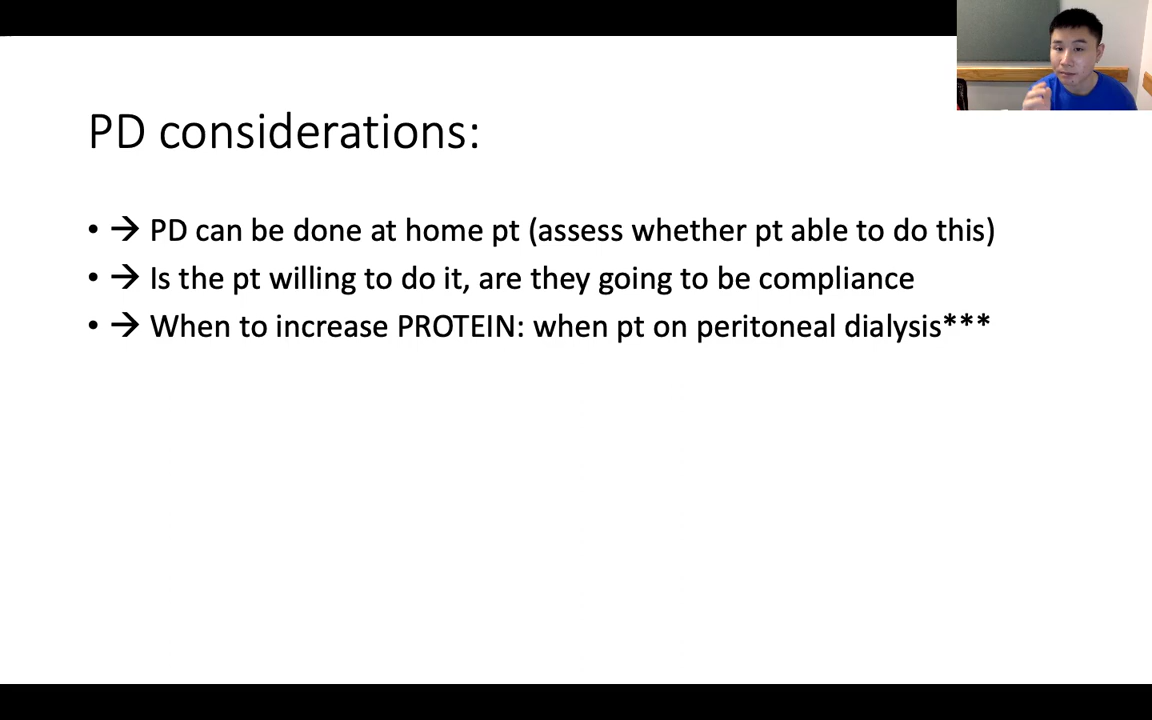 PD considerations:
• → PD can be done at home pt (assess whether pt able to do this)
• → Is the pt willing to do it, are they going to be compliance
• → When to increase PROTEIN: when pt on peritoneal dialysis***